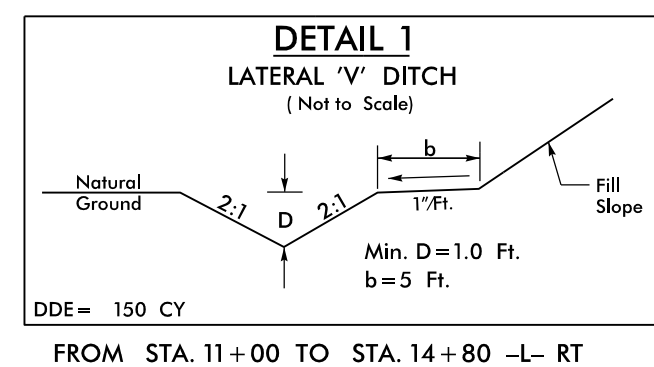 DETAIL 1
LATERAL 'V' DITCH
( Not to Scale)
b
Natural
Ground
2:1
D
2:1
1"/Ft.
Fill
Slope
Min. D=1.0 Ft.
b=5 Ft.
DDE= 150 CY
FROM STA. 11+00 TO STA. 14+80 -L- RT